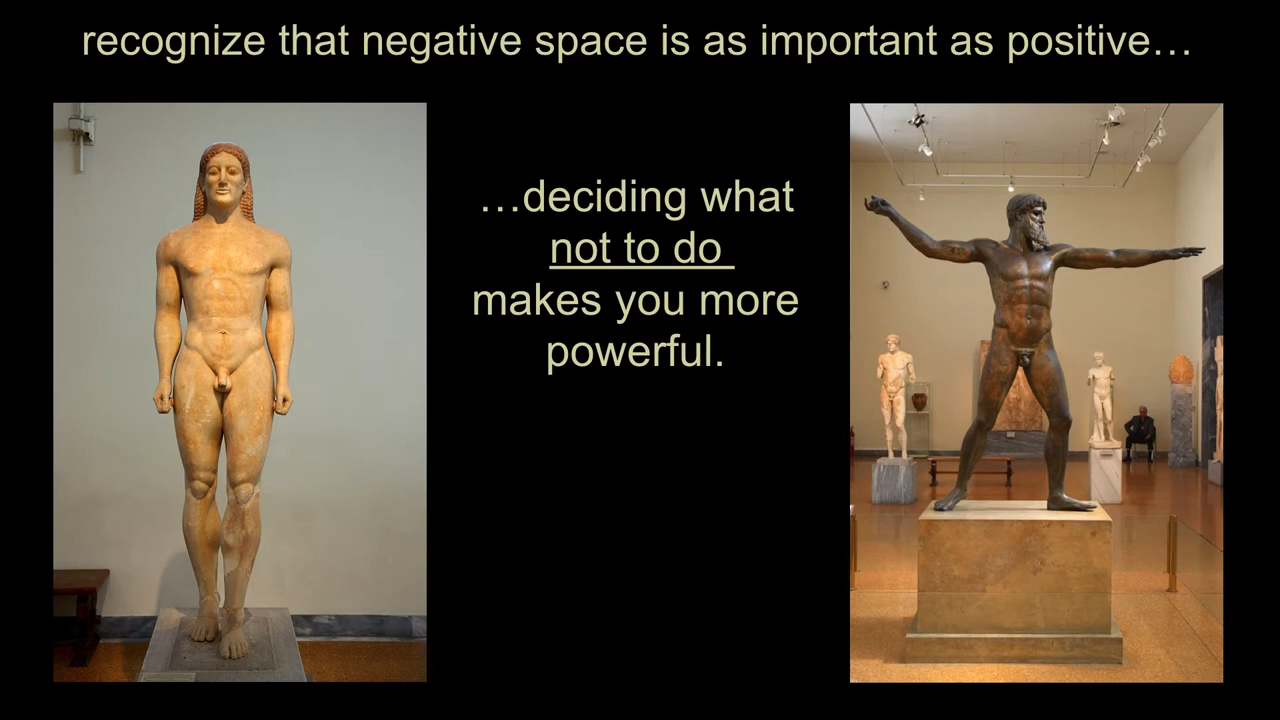 recognize that negative space is as important as positive…
…deciding what
not to do
makes you more
powerful.